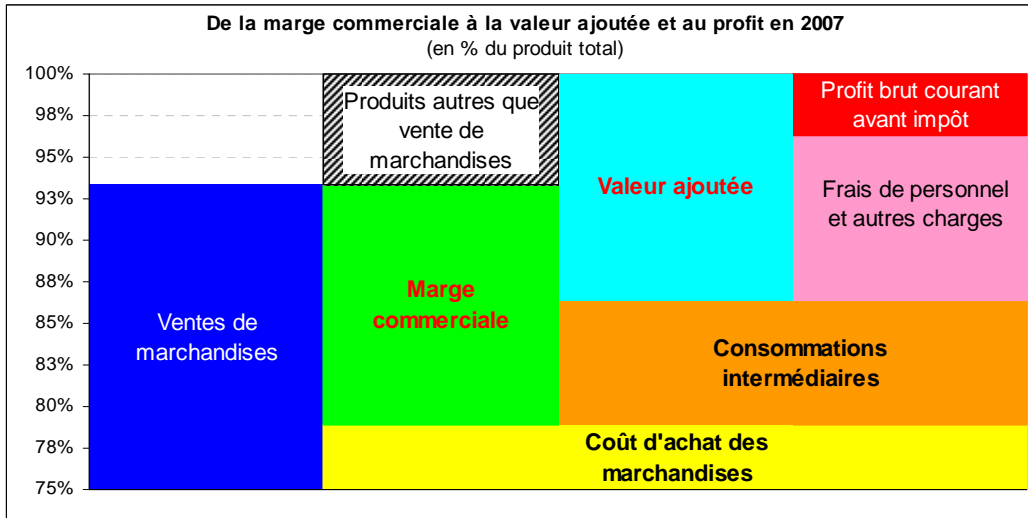 De la marge commerciale à la valeur ajoutée et au profit en 2007
(en % du produit total)
100%
98%
95%
93%
90%
88%
85%
83%
80%
78%
75%
Ventes de
marchandises
Produits autres que
vente de
marchandises
Marge
commerciale
Valeur ajoutée
Profit brut courant
avant impôt
Frais de personnel
et autres charges
Consommations
intermédiaires
Coût d'achat des
marchandises